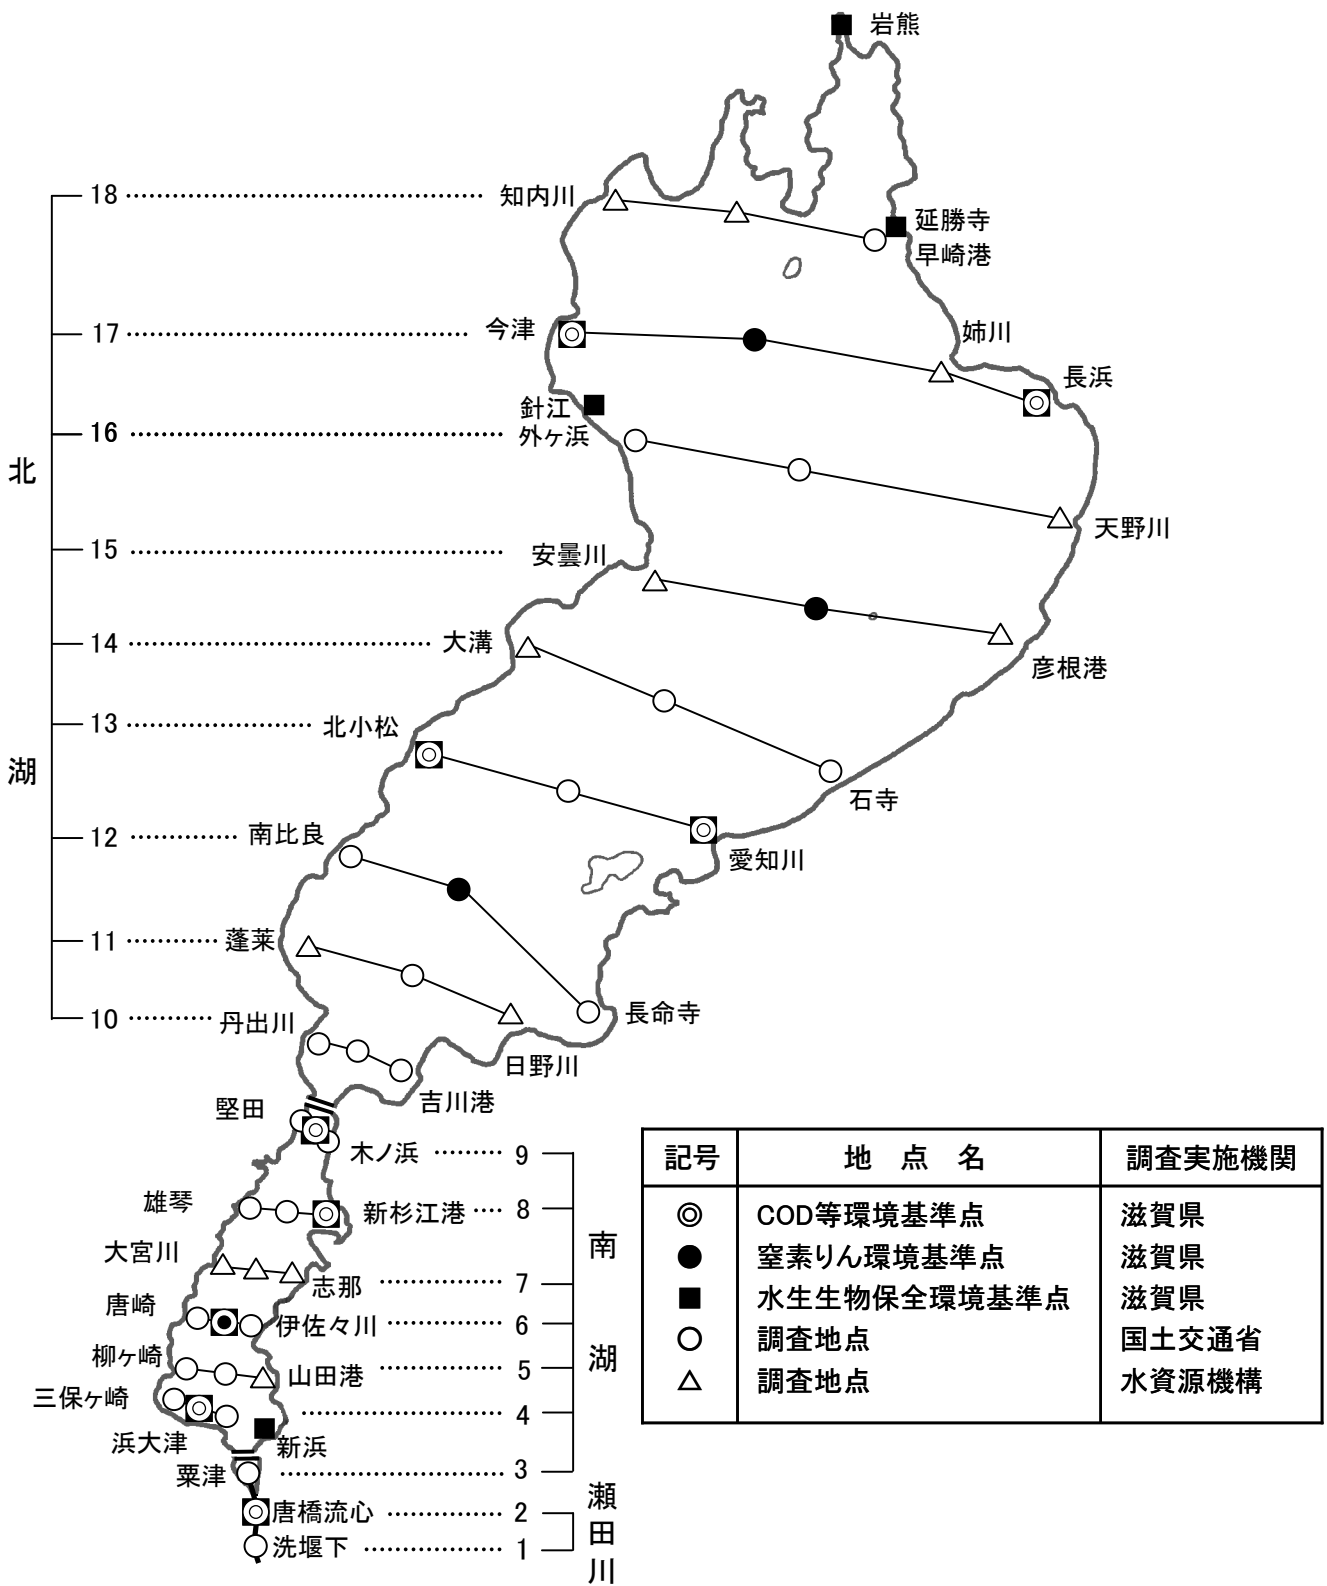 岩熊
18 知内川
延勝寺
早崎港
17 今津
姉川
長浜
針江
16 外ヶ浜
北
天野川
15 安曇川
14 大溝
彦根港
13 北小松
湖
石寺
12 南比良
愛知川
11 蓬莱
10 丹出川
長命寺
日野川
吉川港
堅田
木ノ浜 9
雄琴
新杉江港 8
南
大宮川
志那 7
唐崎
伊佐々川 6
柳ヶ崎
湖
山田港 5
三保ヶ崎
4
浜大津
新浜
粟津 3
瀬田川
唐橋流心 2
洗堰下 1
記号 地点名 調査実施機関
◎ COD等環境基準点 滋賀県
● 窒素りん環境基準点 滋賀県
■ 水生生物保全環境基準点 滋賀県
○ 調査地点 国土交通省
△ 調査地点 水資源機構